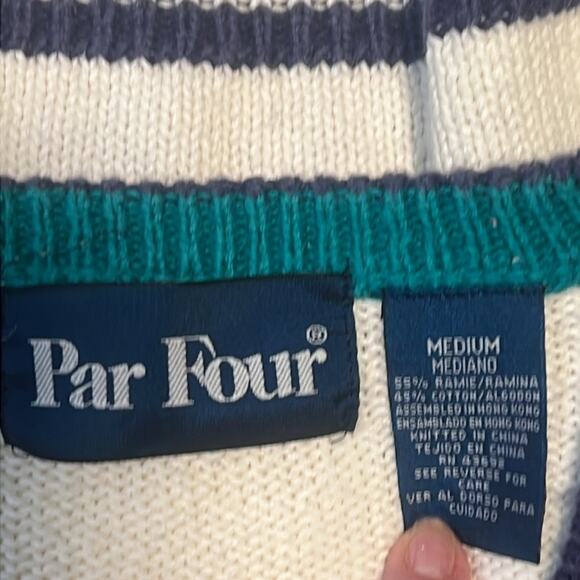 Par Four®
MEDIUM
MEDIANO
55% RAMIE/RAMINA
45% COTTON/ALGODON
ASSEMBLED IN HONG KONG
ENSAMBLADO EN HONG KONG
KNITTED IN CHINA
TEJIDO EN CHINA
RN
SEE REVERSE FOR
CARE
VER AL DORSO PARA
CUIDADO